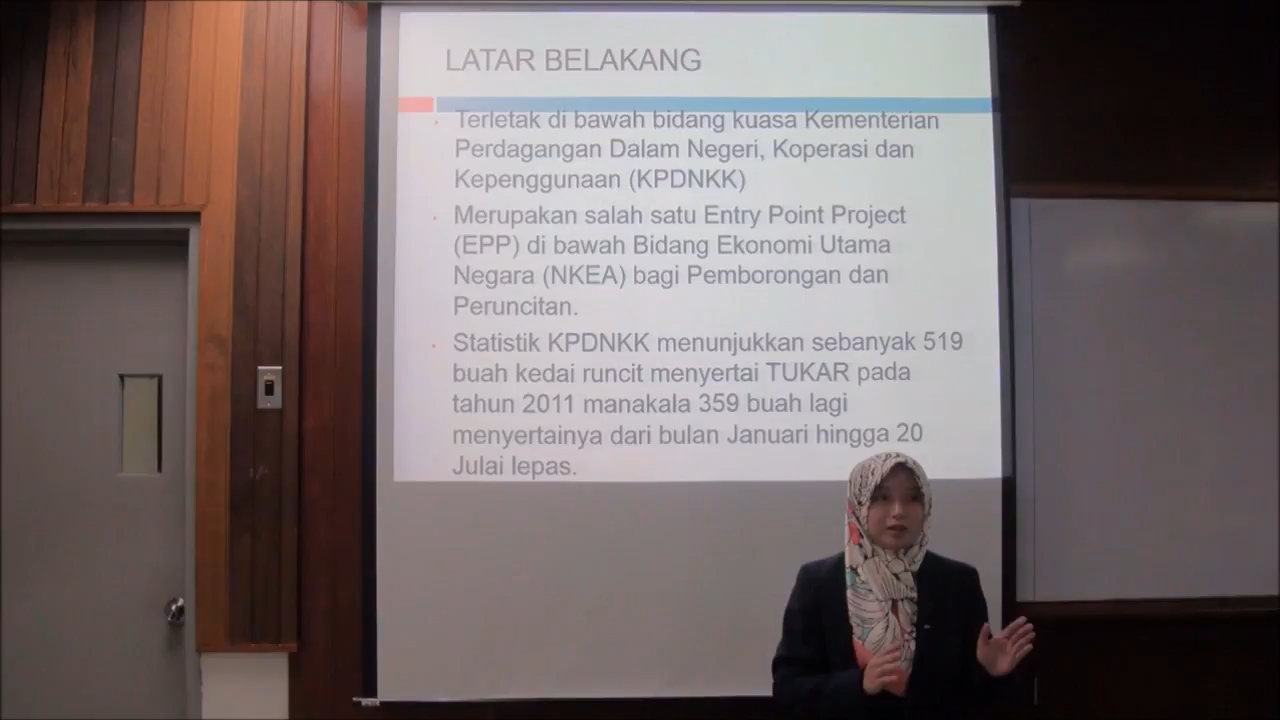 LATAR BELAKANG
Terletak di bawah bidang kuasa Kementerian
Perdagangan Dalam Negeri, Koperasi dan
Kepenggunaan (KPDNKK)
Merupakan salah satu Entry Point Project
(EPP) di bawah Bidang Ekonomi Utama
Negara (NKEA) bagi Pemborongan dan
Peruncitan.
Statistik KPDNKK menunjukkan sebanyak 519
buah kedai runcit menyertai TUKAR pada
tahun 2011 manakala 359 buah lagi
menyertainya dari bulan Januari hingga 20
Julai lepas.